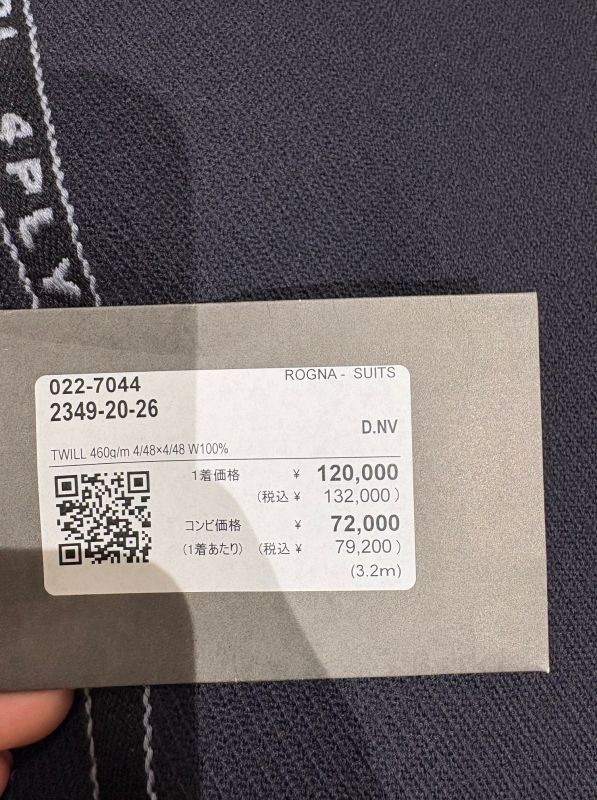 4PLY
022-7044
ROGNA - SUITS
2349-20-26
D.NV
TWILL 460g/m 4/48×4/48 W100%
1着価格 ¥ 120,000
(税込 ¥ 132,000 )
コンビ価格 ¥ 72,000
(1着あたり) (税込 ¥ 79,200 )
(3.2m)